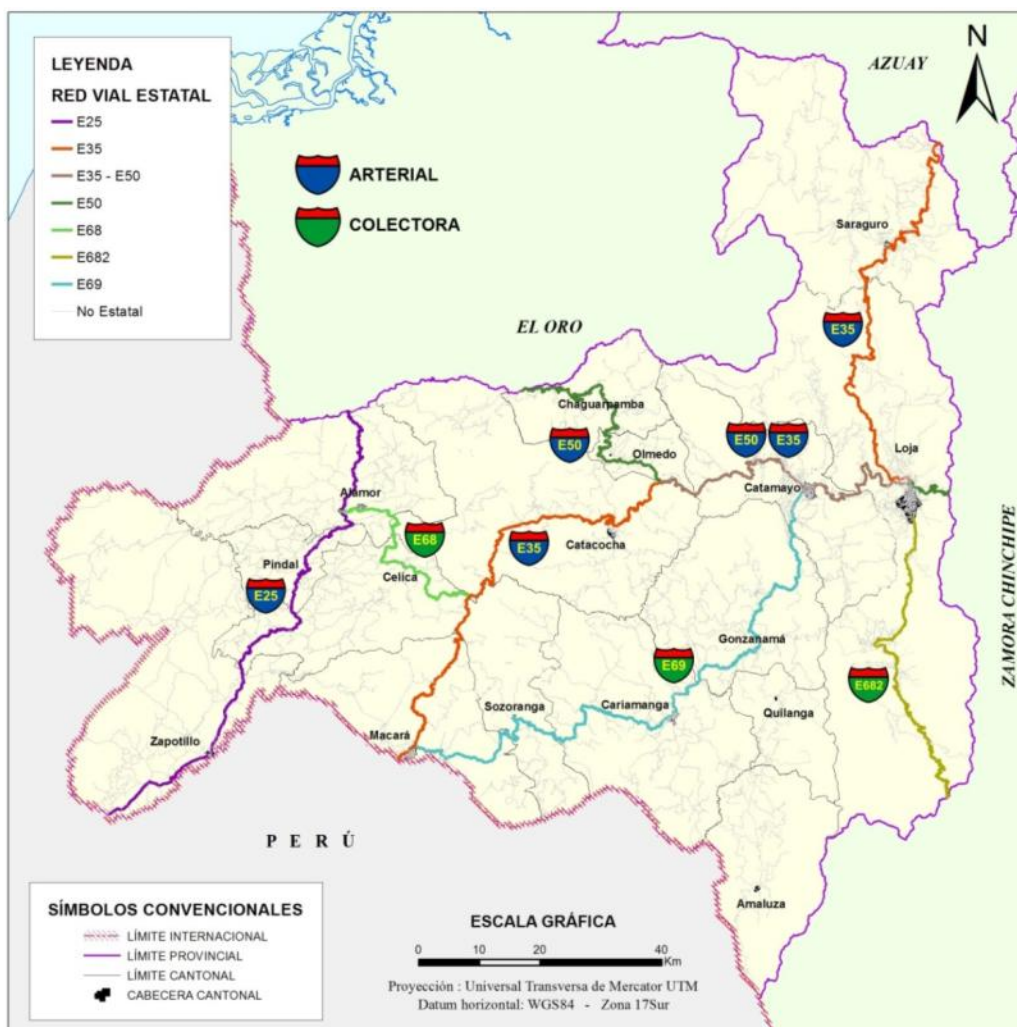 LEYENDA
RED VIAL ESTATAL
E25
E35
E35 - E50
E50
E68
E682
E69
No Estatal
ARTERIAL
COLECTORA
N
AZUAY
Saraguro
E35
EL ORO
Chaguarpamba
E50
Olmedo
E50
E35
Loja
Catamayo
Alamor
E68
E35
Catacocha
Pindal
Celica
E25
ZAMORA CHINCHIPE
Gonzanamá
E69
E682
Quilanga
Sozoranga
Cariamanga
Macará
Zapotillo
PERÚ
Amaluza
SÍMBOLOS CONVENCIONALES
LÍMITE INTERNACIONAL
LÍMITE PROVINCIAL
LÍMITE CANTONAL
CABECERA CANTONAL
ESCALA GRÁFICA
0 10 20 40
Km
Proyección : Universal Transversa de Mercator UTM
Datum horizontal: WGS84 - Zona 17Sur